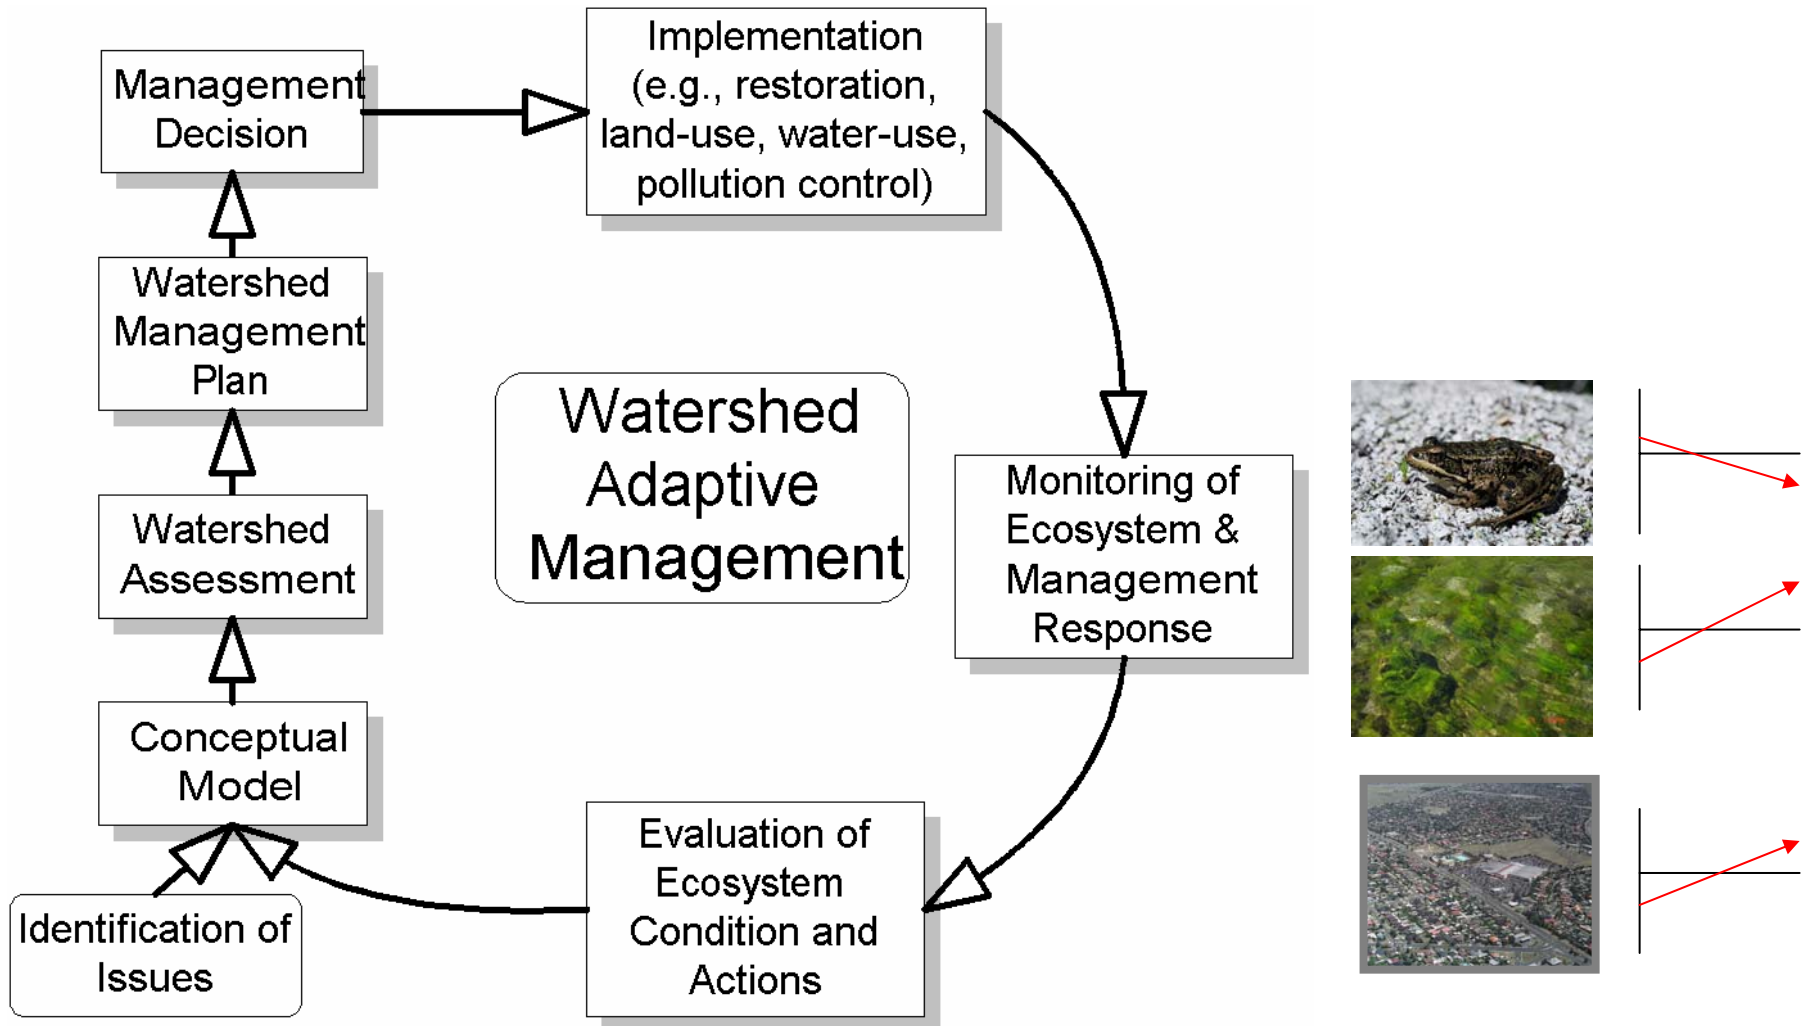 Management
Decision
Implementation
(e.g., restoration,
land-use, water-use,
pollution control)
Watershed
Management
Plan
Watershed
Adaptive
Management
Monitoring of
Ecosystem &
Management
Response
Watershed
Assessment
Conceptual
Model
Evaluation of
Ecosystem
Condition and
Actions
Identification of
Issues